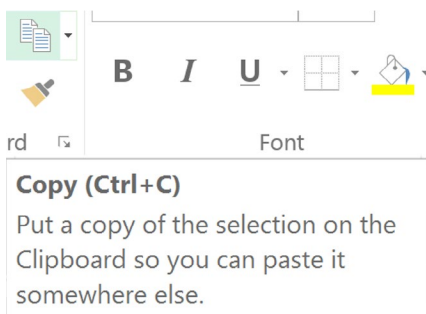 B I U
rd Font
Copy (Ctrl+C)
Put a copy of the selection on the
Clipboard so you can paste it
somewhere else.